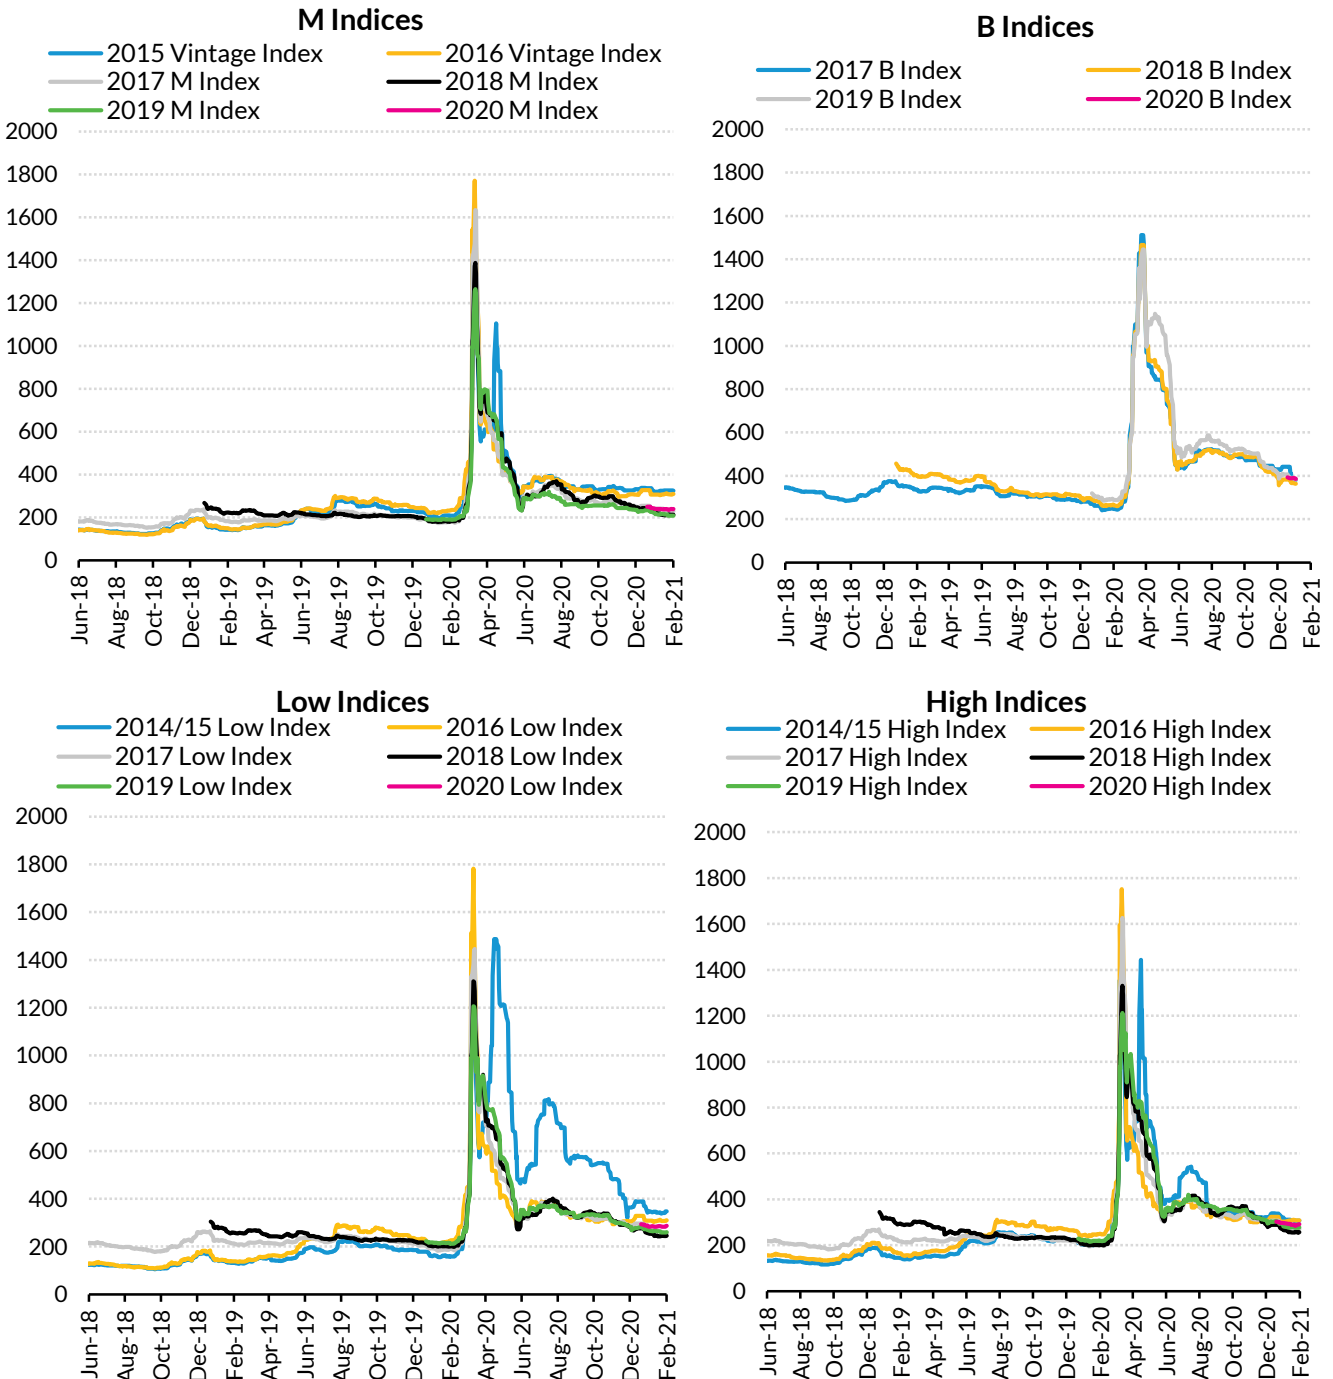 M Indices
2015 Vintage Index 2016 Vintage Index
2017 M Index 2018 M Index
2019 M Index 2020 M Index
2000
1800
1600
1400
1200
1000
800
600
400
200
0
Jun-18 Aug-18 Oct-18 Dec-18 Feb-19 Apr-19 Jun-19 Aug-19 Oct-19 Dec-19 Feb-20 Apr-20 Jun-20 Aug-20 Oct-20 Dec-20 Feb-21
B Indices
2017 B Index 2018 B Index
2019 B Index 2020 B Index
2000
1800
1600
1400
1200
1000
800
600
400
200
0
Jun-18 Aug-18 Oct-18 Dec-18 Feb-19 Apr-19 Jun-19 Aug-19 Oct-19 Dec-19 Feb-20 Apr-20 Jun-20 Aug-20 Oct-20 Dec-20 Feb-21
Low Indices
2014/15 Low Index 2016 Low Index
2017 Low Index 2018 Low Index
2019 Low Index 2020 Low Index
2000
1800
1600
1400
1200
1000
800
600
400
200
0
Jun-18 Aug-18 Oct-18 Dec-18 Feb-19 Apr-19 Jun-19 Aug-19 Oct-19 Dec-19 Feb-20 Apr-20 Jun-20 Aug-20 Oct-20 Dec-20 Feb-21
High Indices
2014/15 High Index 2016 High Index
2017 High Index 2018 High Index
2019 High Index 2020 High Index
2000
1800
1600
1400
1200
1000
800
600
400
200
0
Jun-18 Aug-18 Oct-18 Dec-18 Feb-19 Apr-19 Jun-19 Aug-19 Oct-19 Dec-19 Feb-20 Apr-20 Jun-20 Aug-20 Oct-20 Dec-20 Feb-21